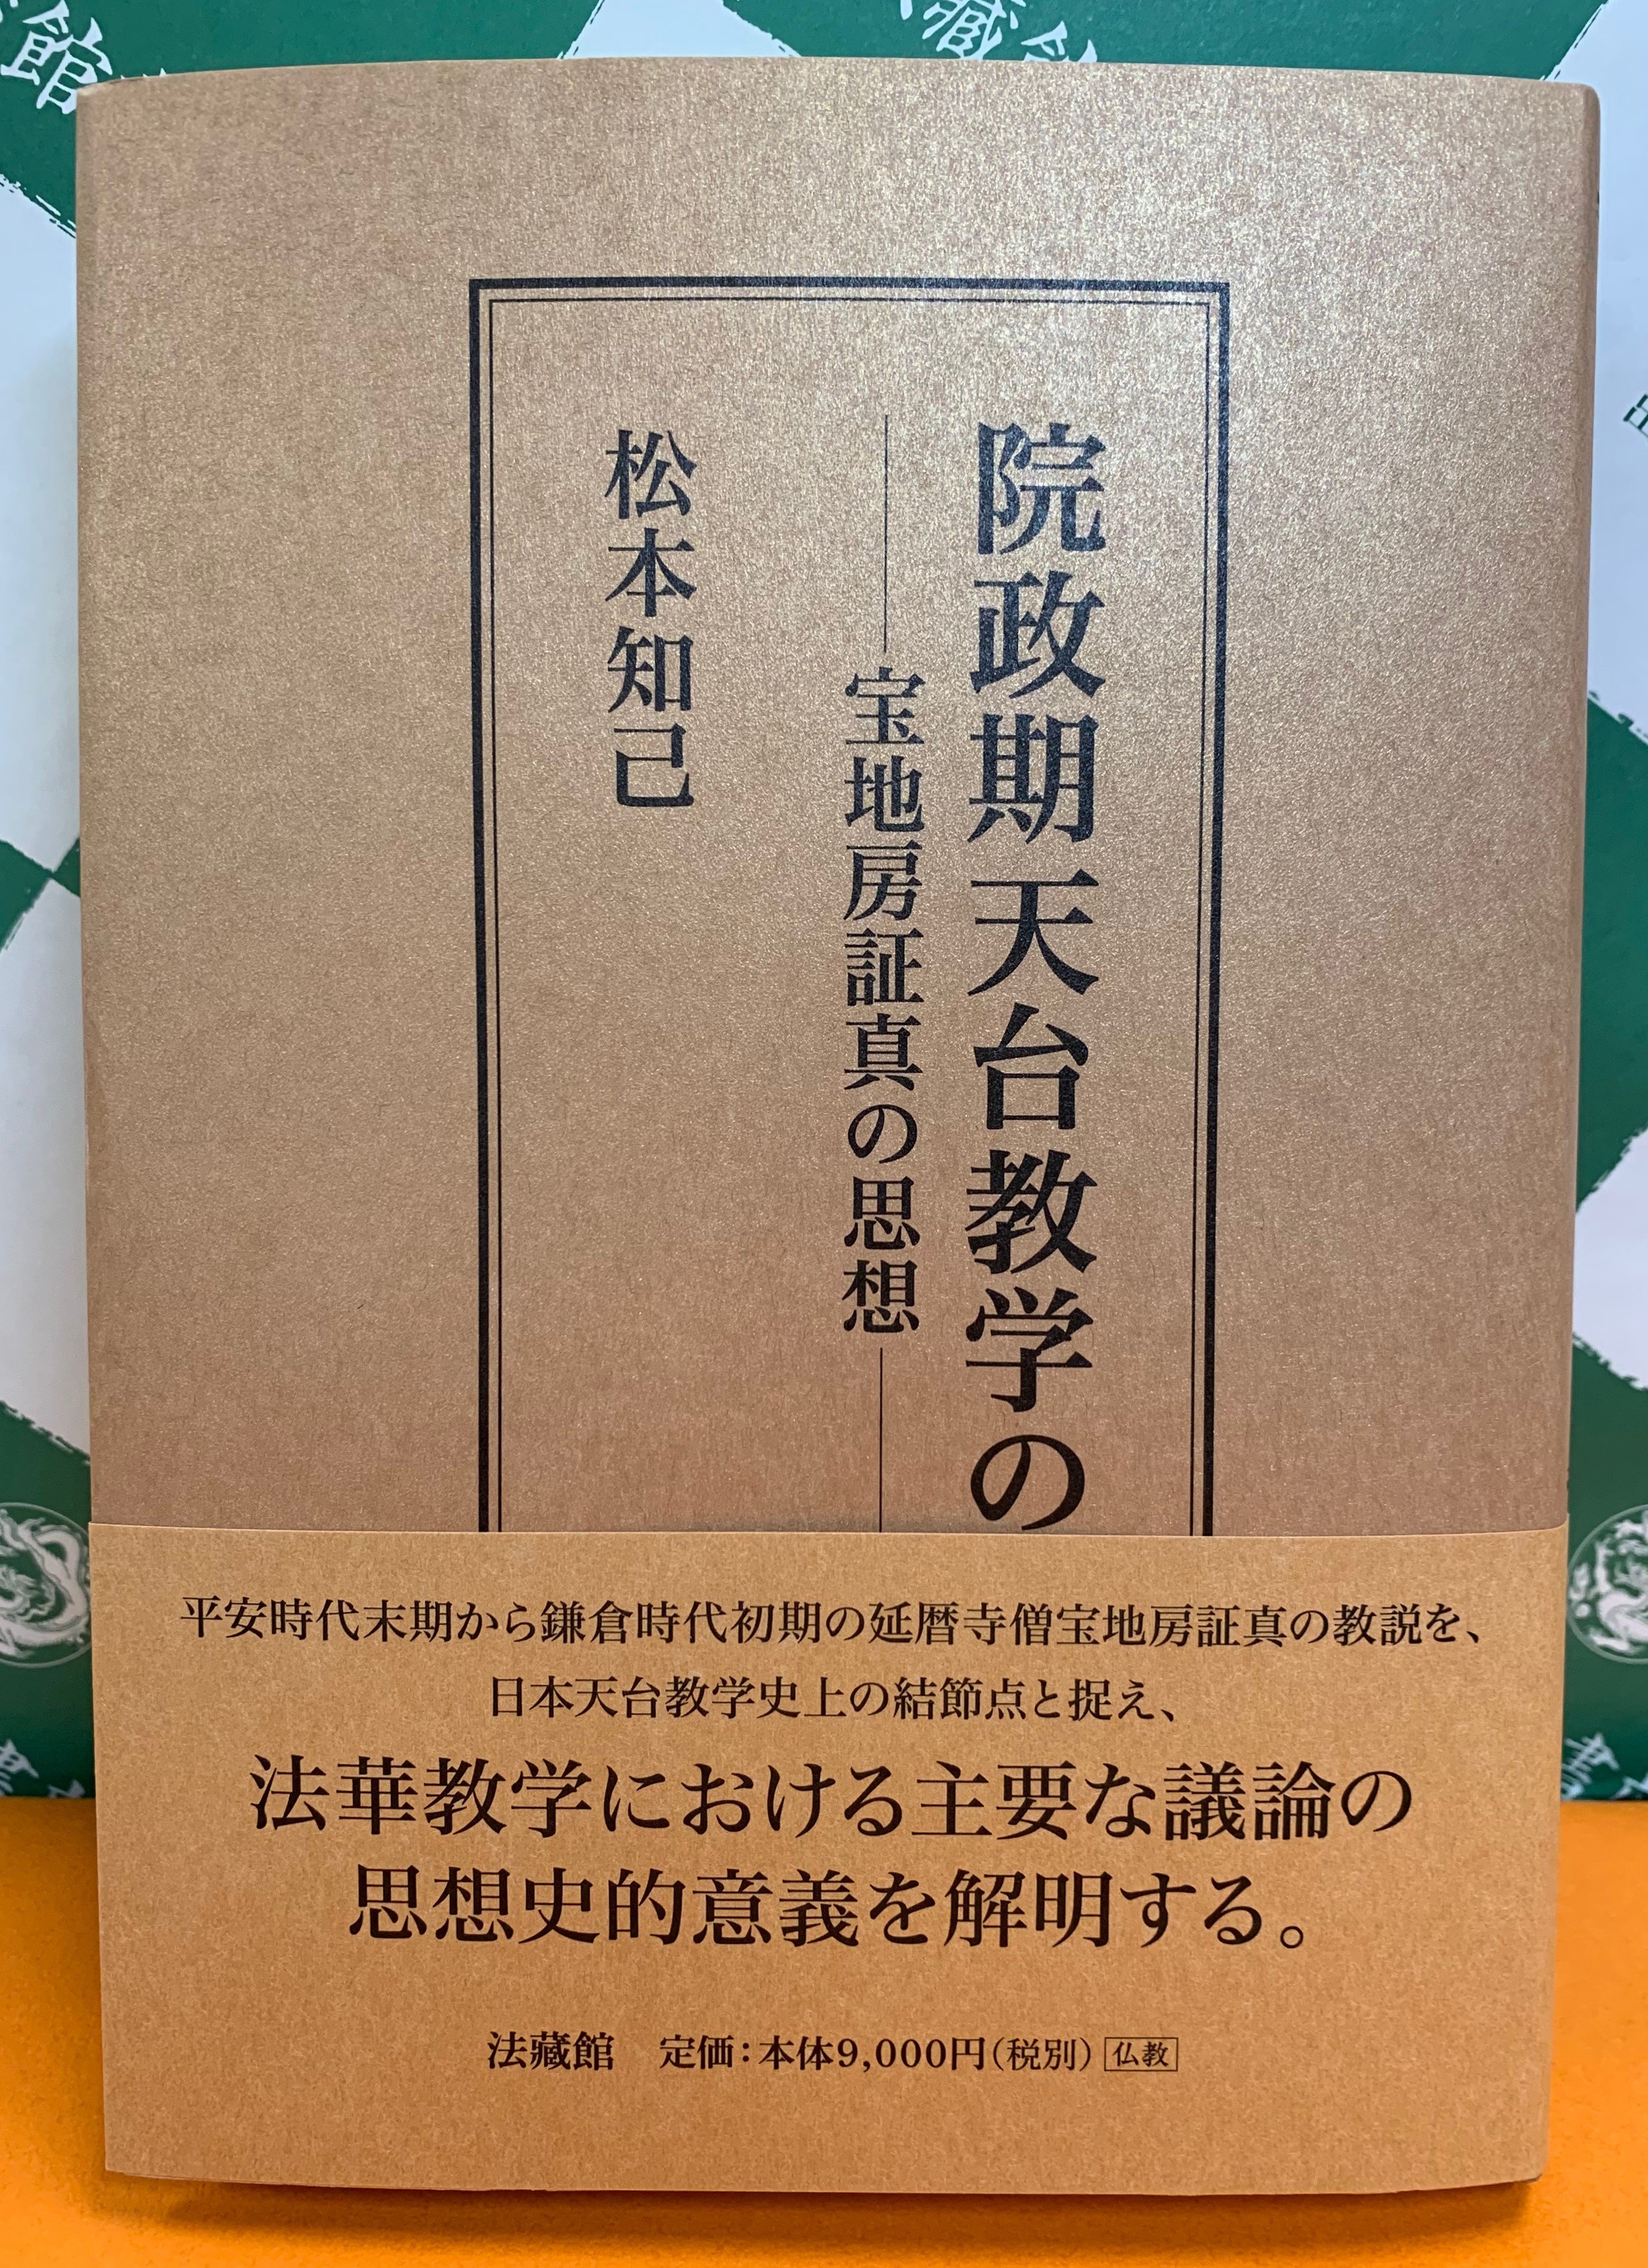 院政期天台教学の
宝地房証真の思想
松本知己
平安時代末期から鎌倉時代初期の延暦寺僧宝地房証真の教説を、
日本天台教学史上の結節点と捉え、
法華教学における主要な議論の
思想史的意義を解明する。
法藏館 定価:本体9,000円(税別) 仏教